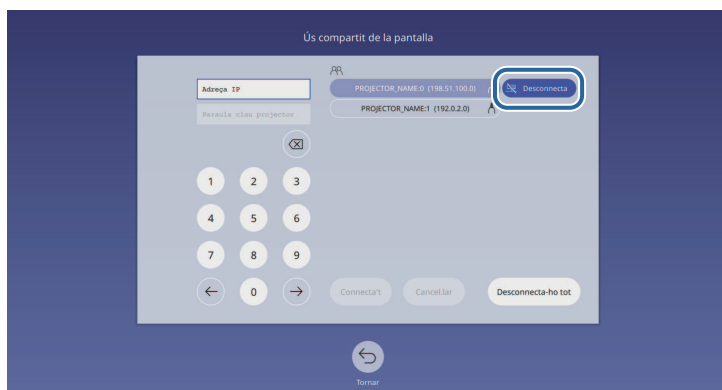 Ús compartit de la pantalla
Adreça IP
Paraula clau projector
PROJECTOR_NAME:0 (198.51.100.0)
Desconnecta
PROJECTOR_NAME:1 (192.0.2.0)
1 2 3
4 5 6
7 8 9
0
Connecta't
Cancel.lar
Desconnecta-ho tot
Tornar